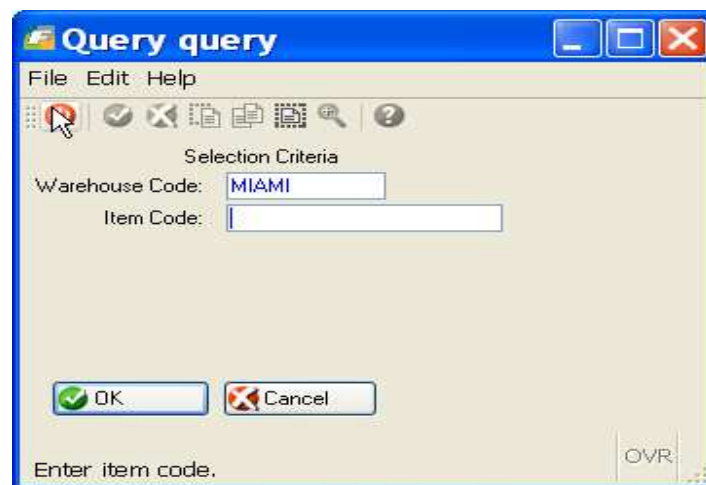 Query query
File Edit Help
Selection Criteria
Warehouse Code: MIAMI
Item Code:
OK Cancel
Enter item code. OVR